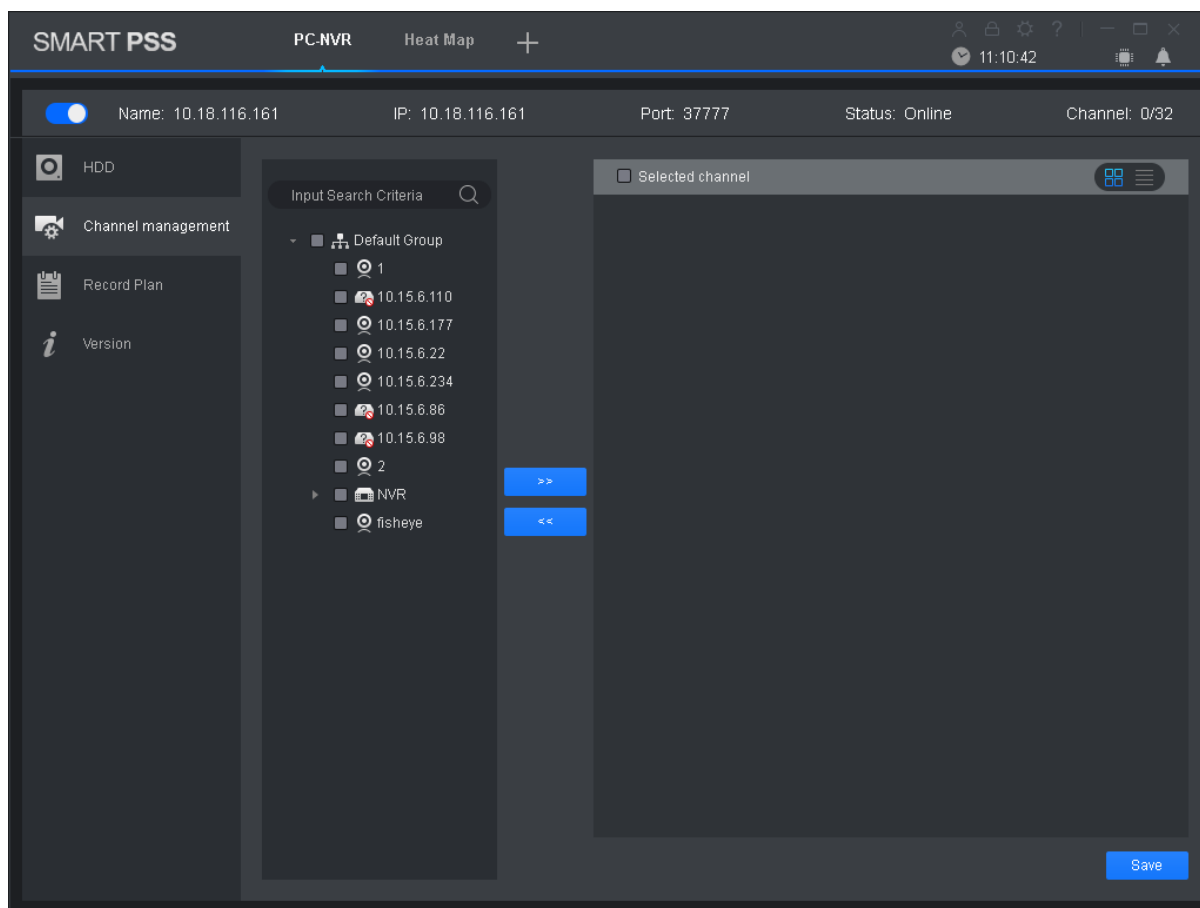 SMART PSS PC-NVR Heat Map
11:10:42
Name: 10.18.116.161 IP: 10.18.116.161 Port: 37777 Status: Online Channel: 0/32
HDD
Channel management
Record Plan
Version
Input Search Criteria
Default Group
1
10.15.6.110
10.15.6.177
10.15.6.22
10.15.6.234
10.15.6.86
10.15.6.98
2
NVR
fisheye
>>
<<
Selected channel
Save